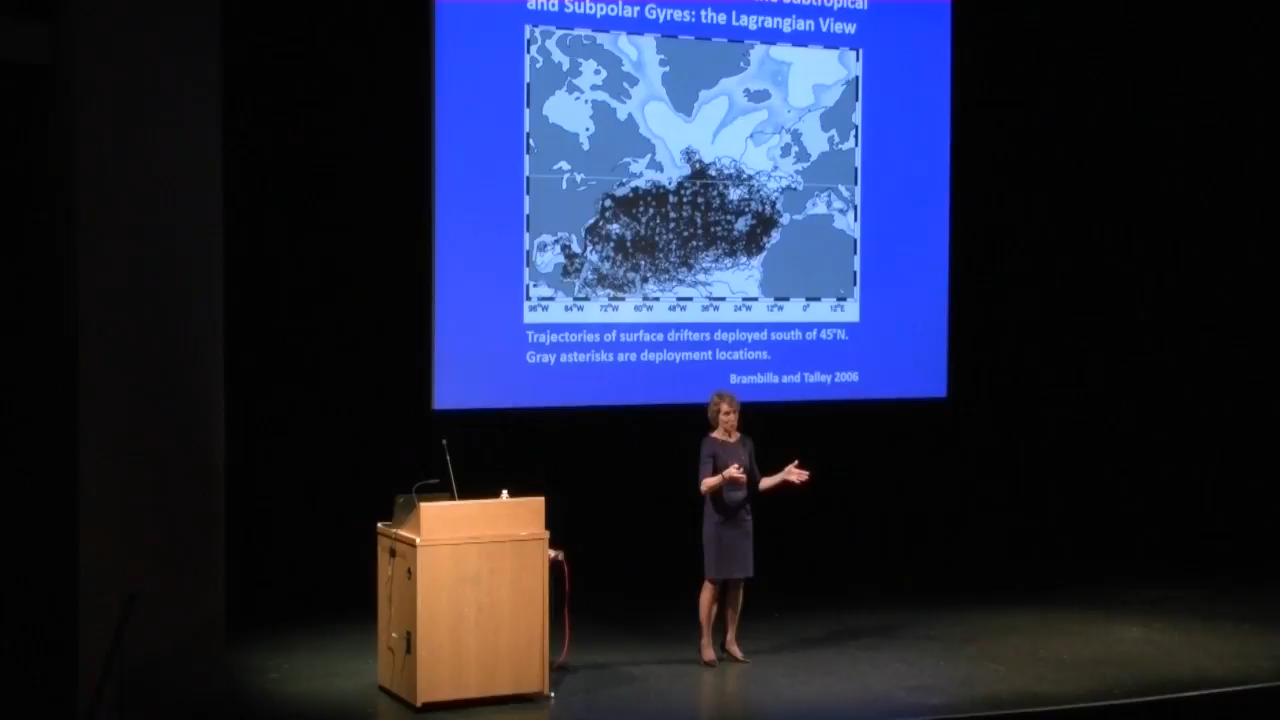 Subtropical
and Subpolar Gyres: the Lagrangian View
96°W 84°W 72°W 60°W 48°W 36°W 24°W 12°W 0° 12°E
Trajectories of surface drifters deployed south of 45°N.
Gray asterisks are deployment locations.
Brambilla and Talley 2006